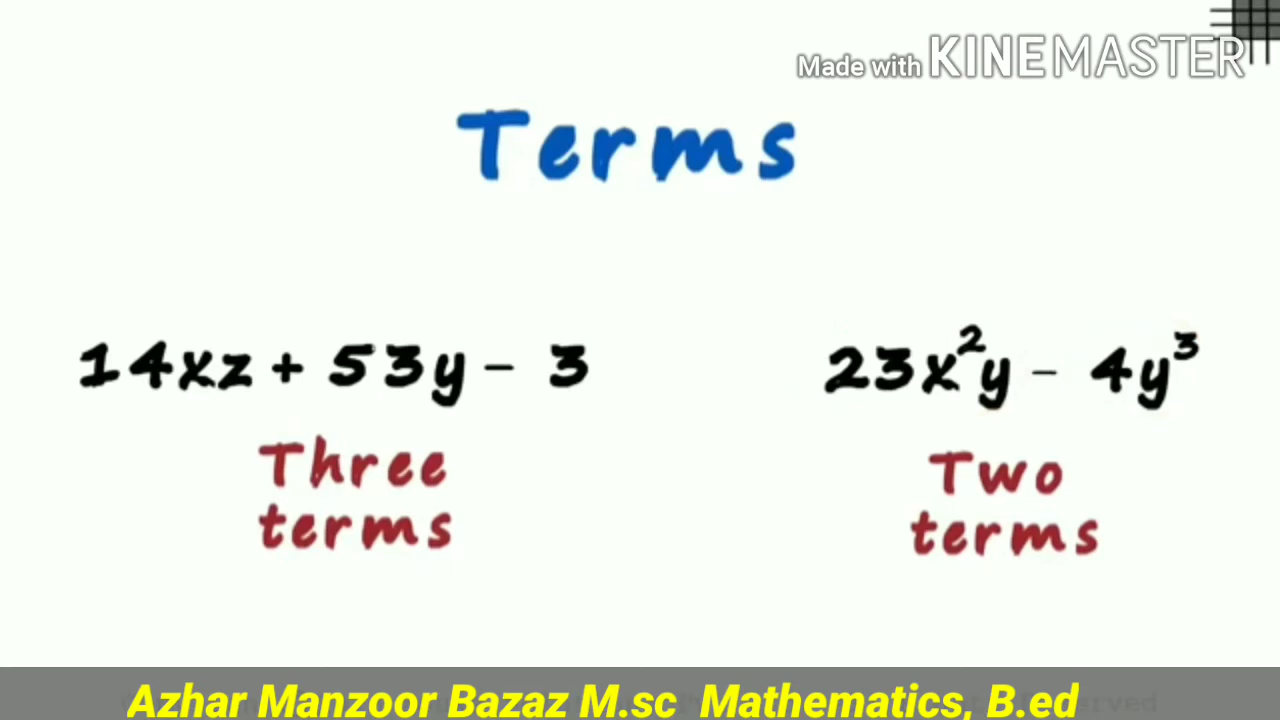 Made with KINEMASTER
Terms
14xz + 53y - 3
23x²y - 4y³
Three
terms
Two
terms
Azhar Manzoor Bazaz M.sc Mathematics, B.ed